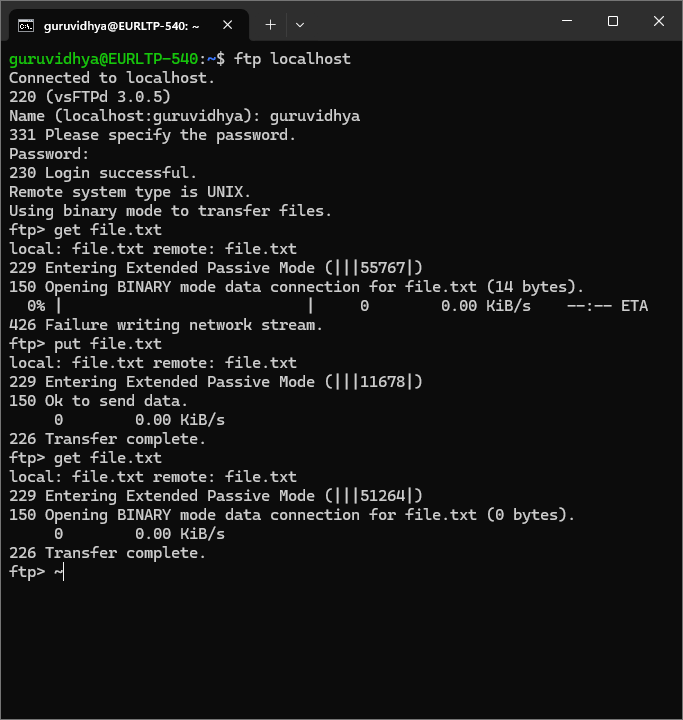 guruvidhya@EURLTP-540: ~
guruvidhya@EURLTP-540:~$ ftp localhost
Connected to localhost.
220 (vsFTPd 3.0.5)
Name (localhost:guruvidhya): guruvidhya
331 Please specify the password.
Password:
230 Login successful.
Remote system type is UNIX.
Using binary mode to transfer files.
ftp> get file.txt
local: file.txt remote: file.txt
229 Entering Extended Passive Mode (|||55767|)
150 Opening BINARY mode data connection for file.txt (14 bytes).
  0% |                           |     0        0.00 KiB/s    --:-- ETA
426 Failure writing network stream.
ftp> put file.txt
local: file.txt remote: file.txt
229 Entering Extended Passive Mode (|||11678|)
150 Ok to send data.
     0        0.00 KiB/s
226 Transfer complete.
ftp> get file.txt
local: file.txt remote: file.txt
229 Entering Extended Passive Mode (|||51264|)
150 Opening BINARY mode data connection for file.txt (0 bytes).
     0        0.00 KiB/s
226 Transfer complete.
ftp> ~